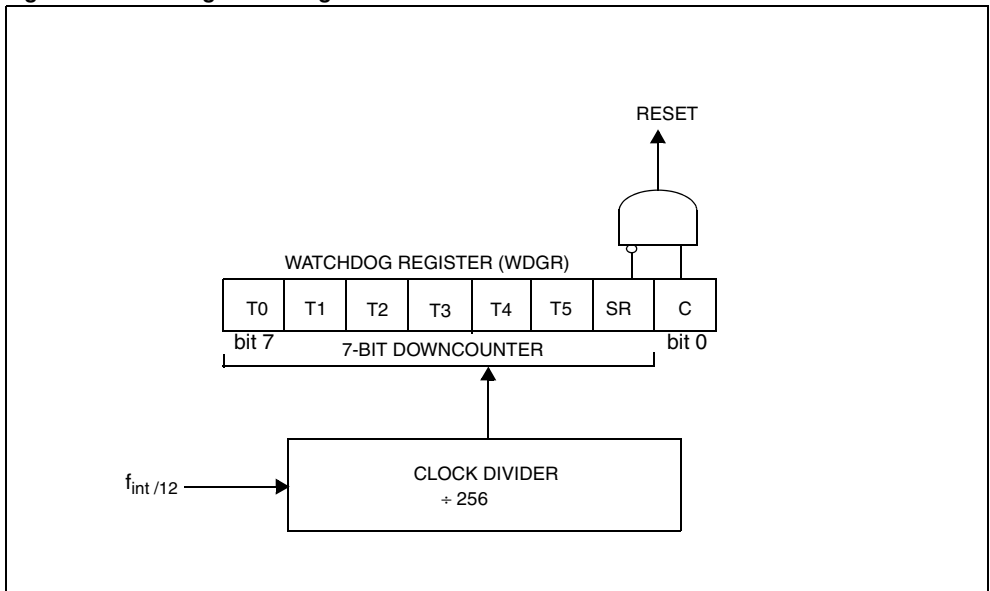 RESET
WATCHDOG REGISTER (WDGR)
T0 T1 T2 T3 T4 T5 SR C
bit 7 7-BIT DOWNCOUNTER bit 0
fint /12
CLOCK DIVIDER
÷ 256